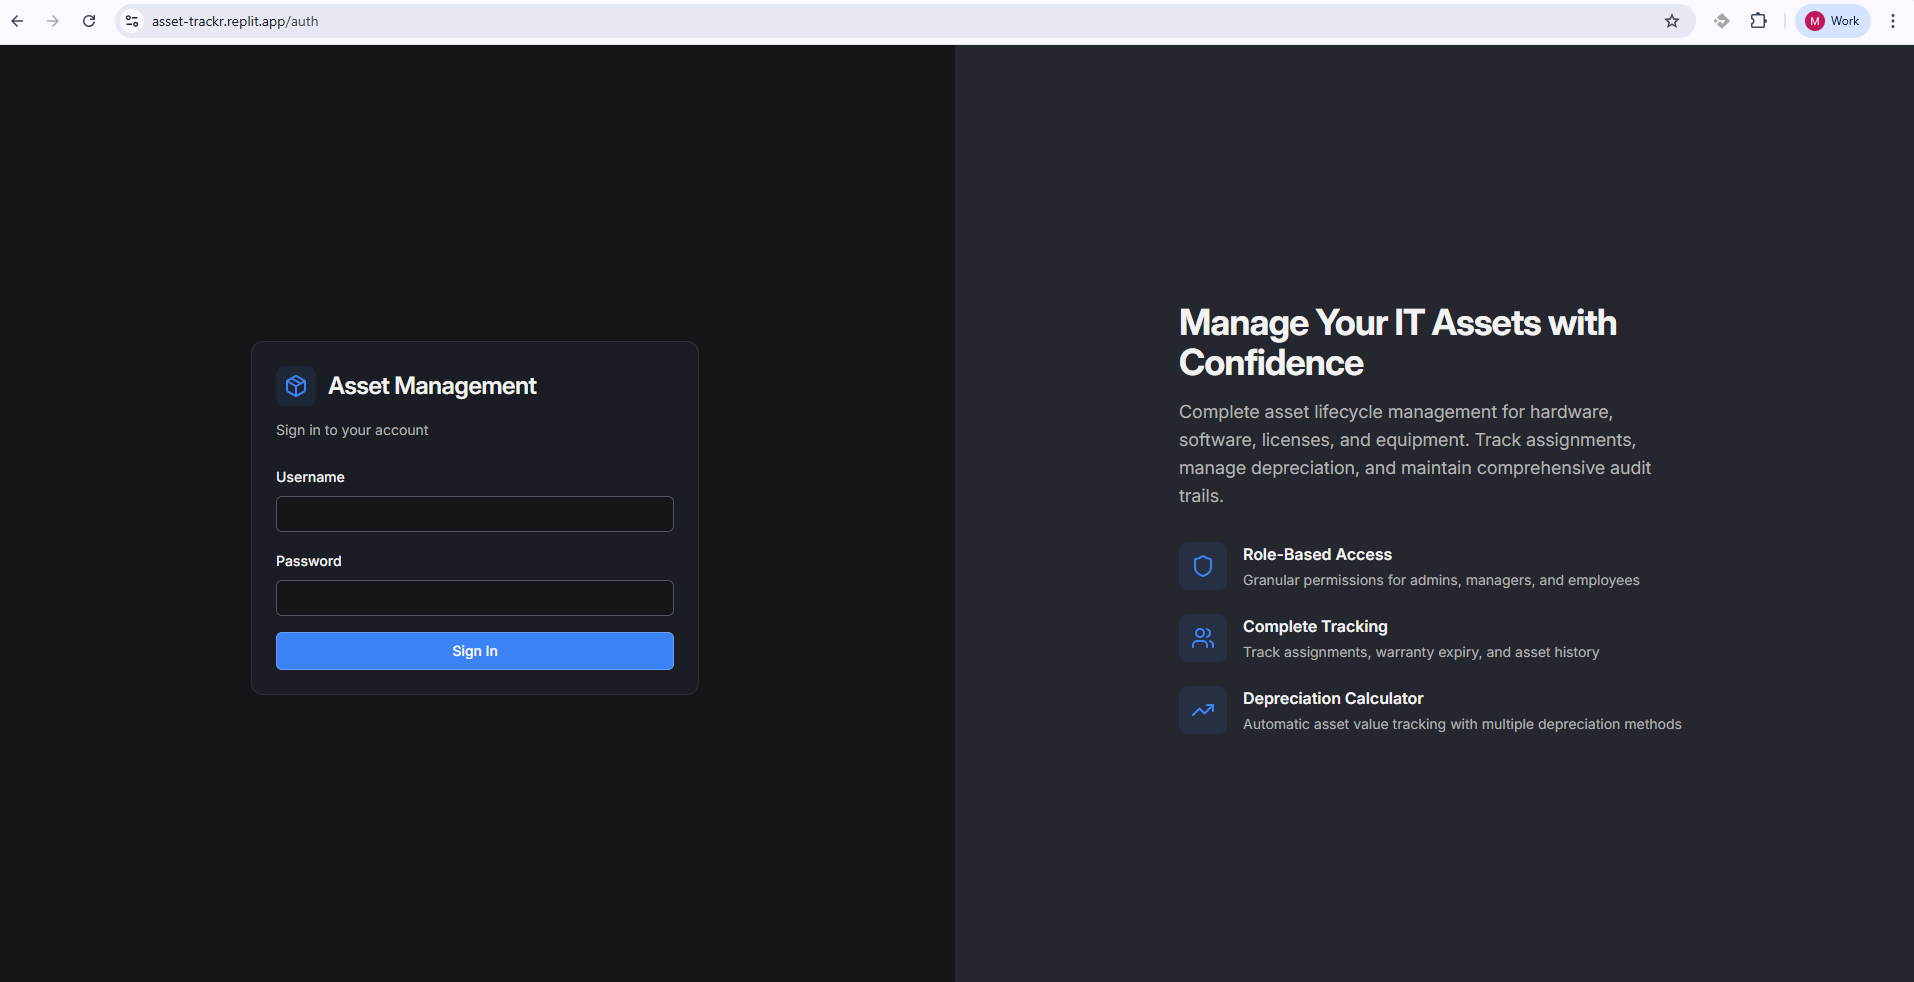 asset-trackr.replit.app/auth
M
Work
Asset Management
Sign in to your account
Username
Password
Sign In
Manage Your IT Assets with
Confidence
Complete asset lifecycle management for hardware,
software, licenses, and equipment. Track assignments,
manage depreciation, and maintain comprehensive audit
trails.
Role-Based Access
Granular permissions for admins, managers, and employees
Complete Tracking
Track assignments, warranty expiry, and asset history
Depreciation Calculator
Automatic asset value tracking with multiple depreciation methods